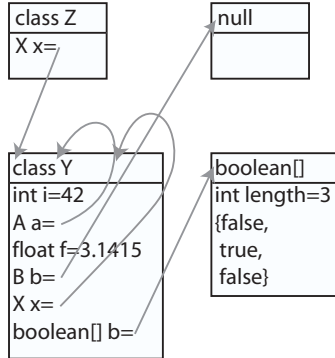 class Z
X x=
null
class Y
int i=42
A a=
float f=3.1415
B b=
X x=
boolean[] b=
boolean[]
int length=3
{false,
true,
false}